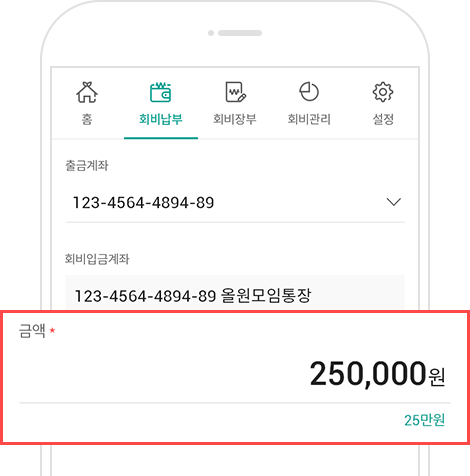 홈 회비납부 회비장부 회비관리 설정
출금계좌
123-4564-4894-89
회비입금계좌
123-4564-4894-89 올원모임통장
금액 *
250,000원
25만원